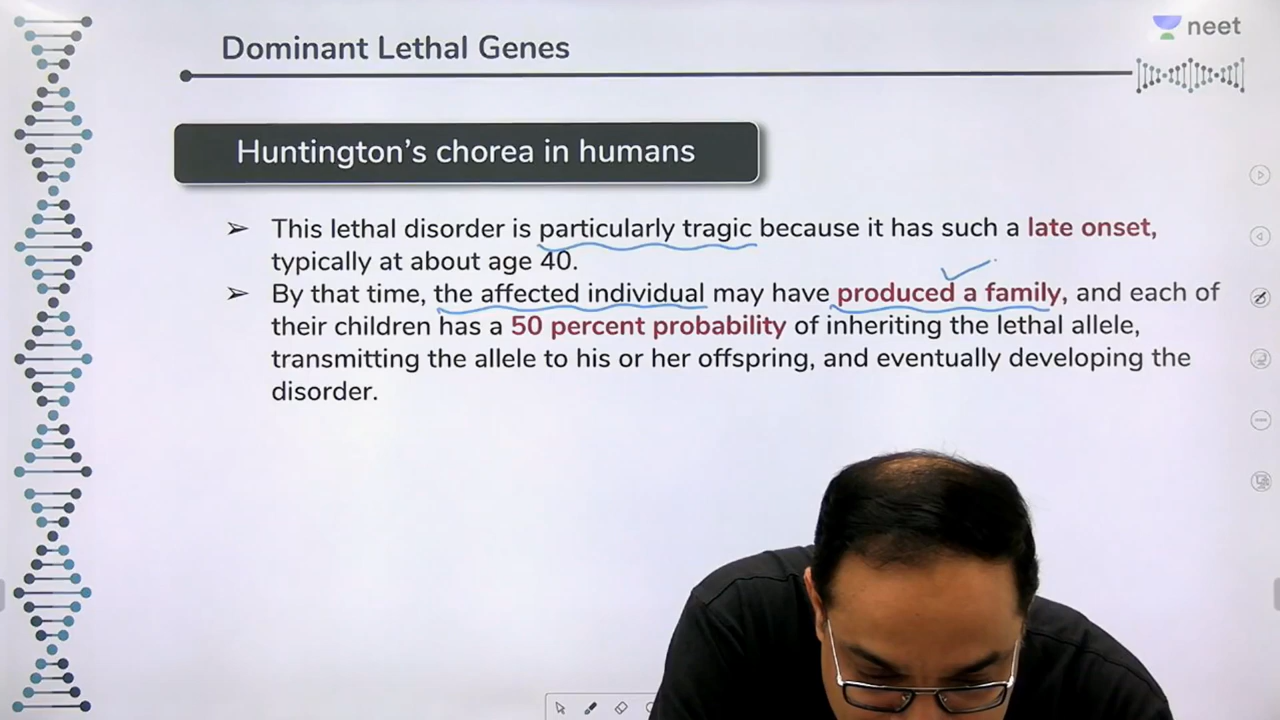 Dominant Lethal Genes
neet
Huntington's chorea in humans
➢ This lethal disorder is particularly tragic because it has such a late onset,
typically at about age 40.
➢ By that time, the affected individual may have produced a family, and each of
their children has a 50 percent probability of inheriting the lethal allele,
transmitting the allele to his or her offspring, and eventually developing the
disorder.